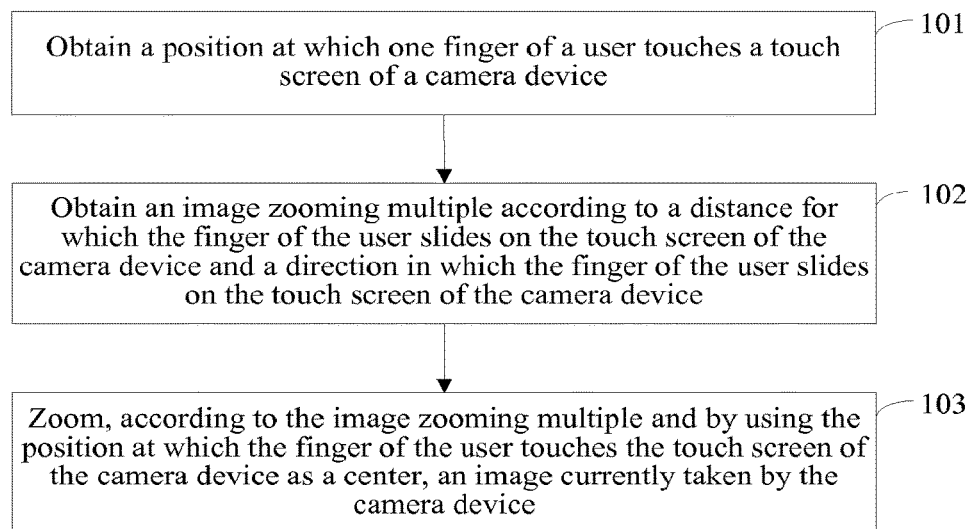 Obtain a position at which one finger of a user touches a touch
screen of a camera device
101
Obtain an image zooming multiple according to a distance for
which the finger of the user slides on the touch screen of the
camera device and a direction in which the finger of the user slides
on the touch screen of the camera device
102
Zoom, according to the image zooming multiple and by using the
position at which the finger of the user touches the touch screen of
the camera device as a center, an image currently taken by the
camera device
103